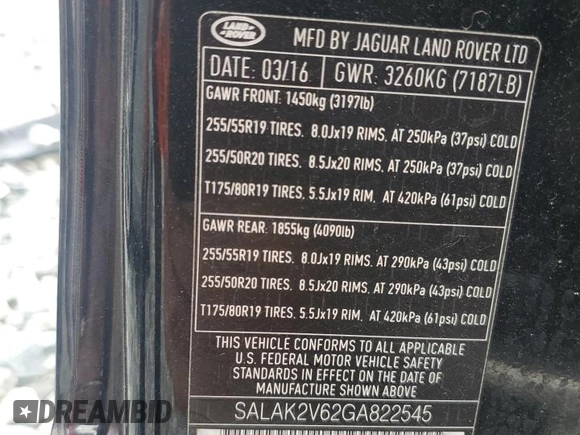 LAND ROVER
MFD BY JAGUAR LAND ROVER LTD
DATE: 03/16 GWR: 3260KG (7187LB)
GAWR FRONT: 1450kg (3197lb)
255/55R19 TIRES. 8.0Jx19 RIMS. AT 250kPa (37psi) COLD
255/50R20 TIRES. 8.5Jx20 RIMS. AT 250kPa (37psi) COLD
T175/80R19 TIRES. 5.5Jx19 RIM, AT 420kPa (61psi) COLD
GAWR REAR: 1855kg (4090lb)
255/55R19 TIRES. 8.0Jx19 RIMS. AT 290kPa (43psi) COLD
255/50R20 TIRES. 8.5Jx20 RIMS. AT 290kPa (43psi) COLD
T175/80R19 TIRES. 5.5Jx19 RIM, AT 420kPa (61psi) COLD
THIS VEHICLE CONFORMS TO ALL APPLICABLE
U.S. FEDERAL MOTOR VEHICLE SAFETY
STANDARDS IN EFFECT ON THE DATE OF
MANUFACTURE SHOWN ABOVE
SALAK2V62GA822545
STATCAR.COM